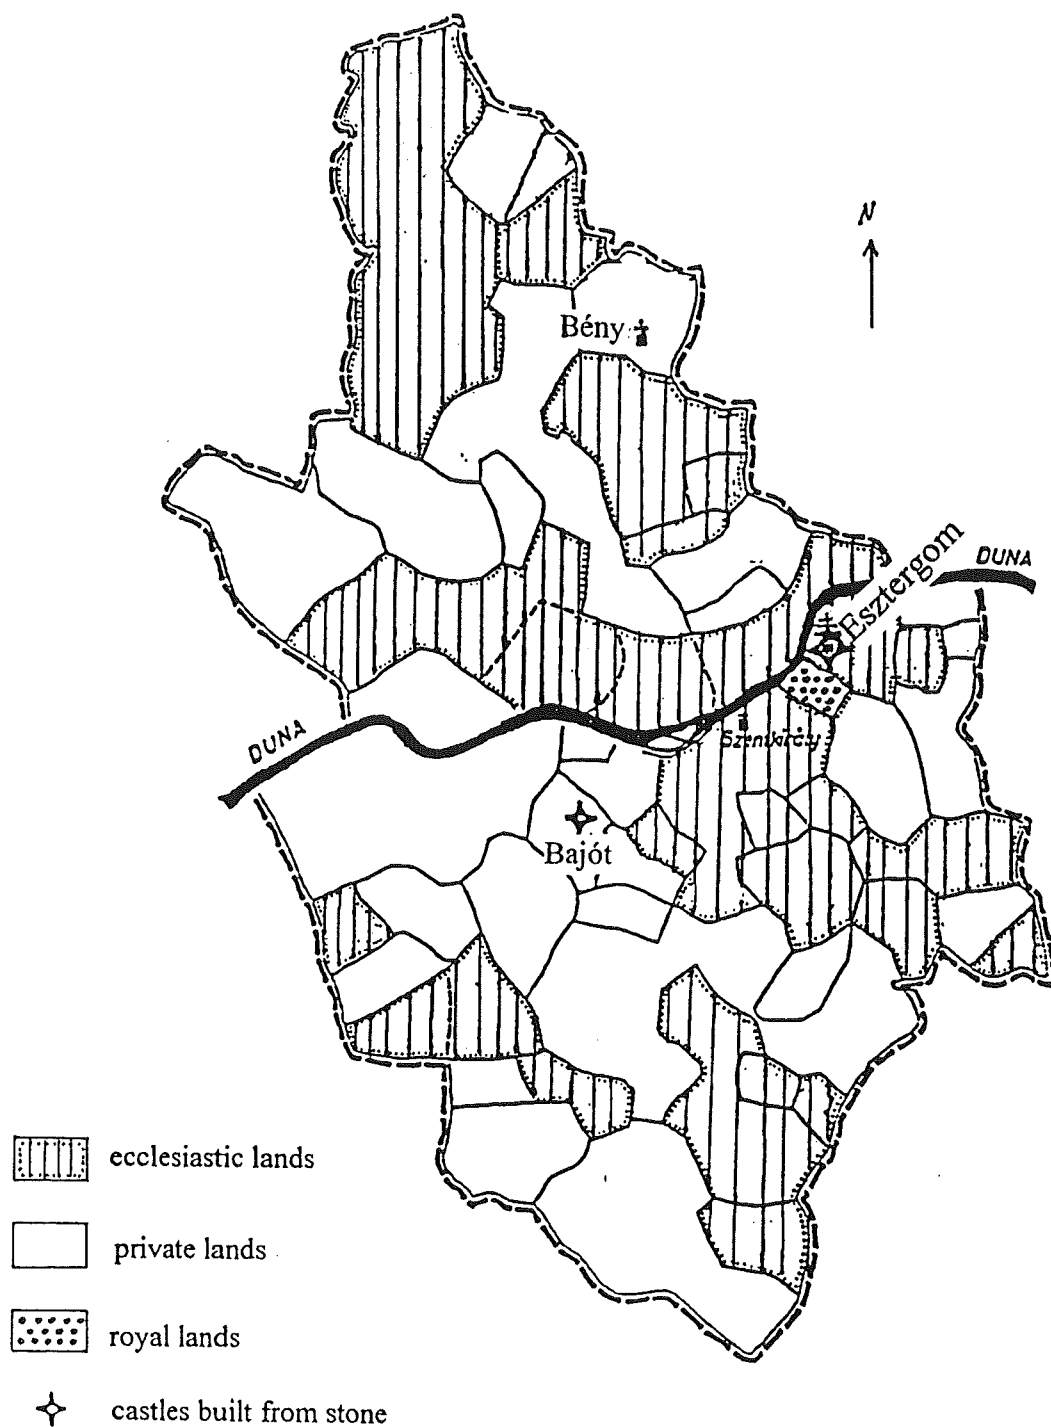 N
Bény
DUNA
Esztergom
DUNA
Szentkirály
Bajót
ecclesiastic lands
private lands
royal lands
castles built from stone